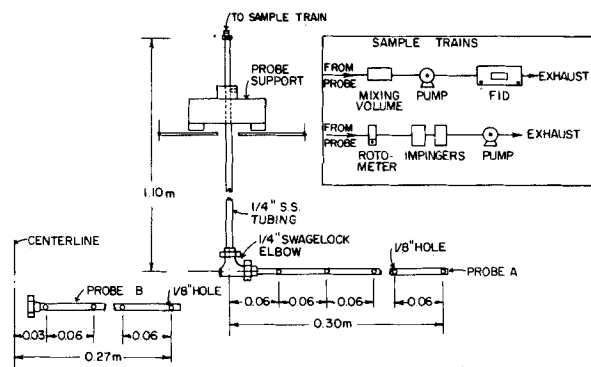 TO SAMPLE TRAIN
PROBE
SUPPORT
1.10m
1/4" S.S.
TUBING
1/4" SWAGELOCK
ELBOW
CENTERLINE
PROBE B
1/8" HOLE
0.03
0.06
0.06
0.27m
1/8" HOLE
PROBE A
0.06
0.06
0.06
0.06
0.30m
SAMPLE TRAINS
FROM
PROBE
MIXING
VOLUME
PUMP
FID
EXHAUST
FROM
PROBE
ROTO-
METER
IMPINGERS
PUMP
EXHAUST